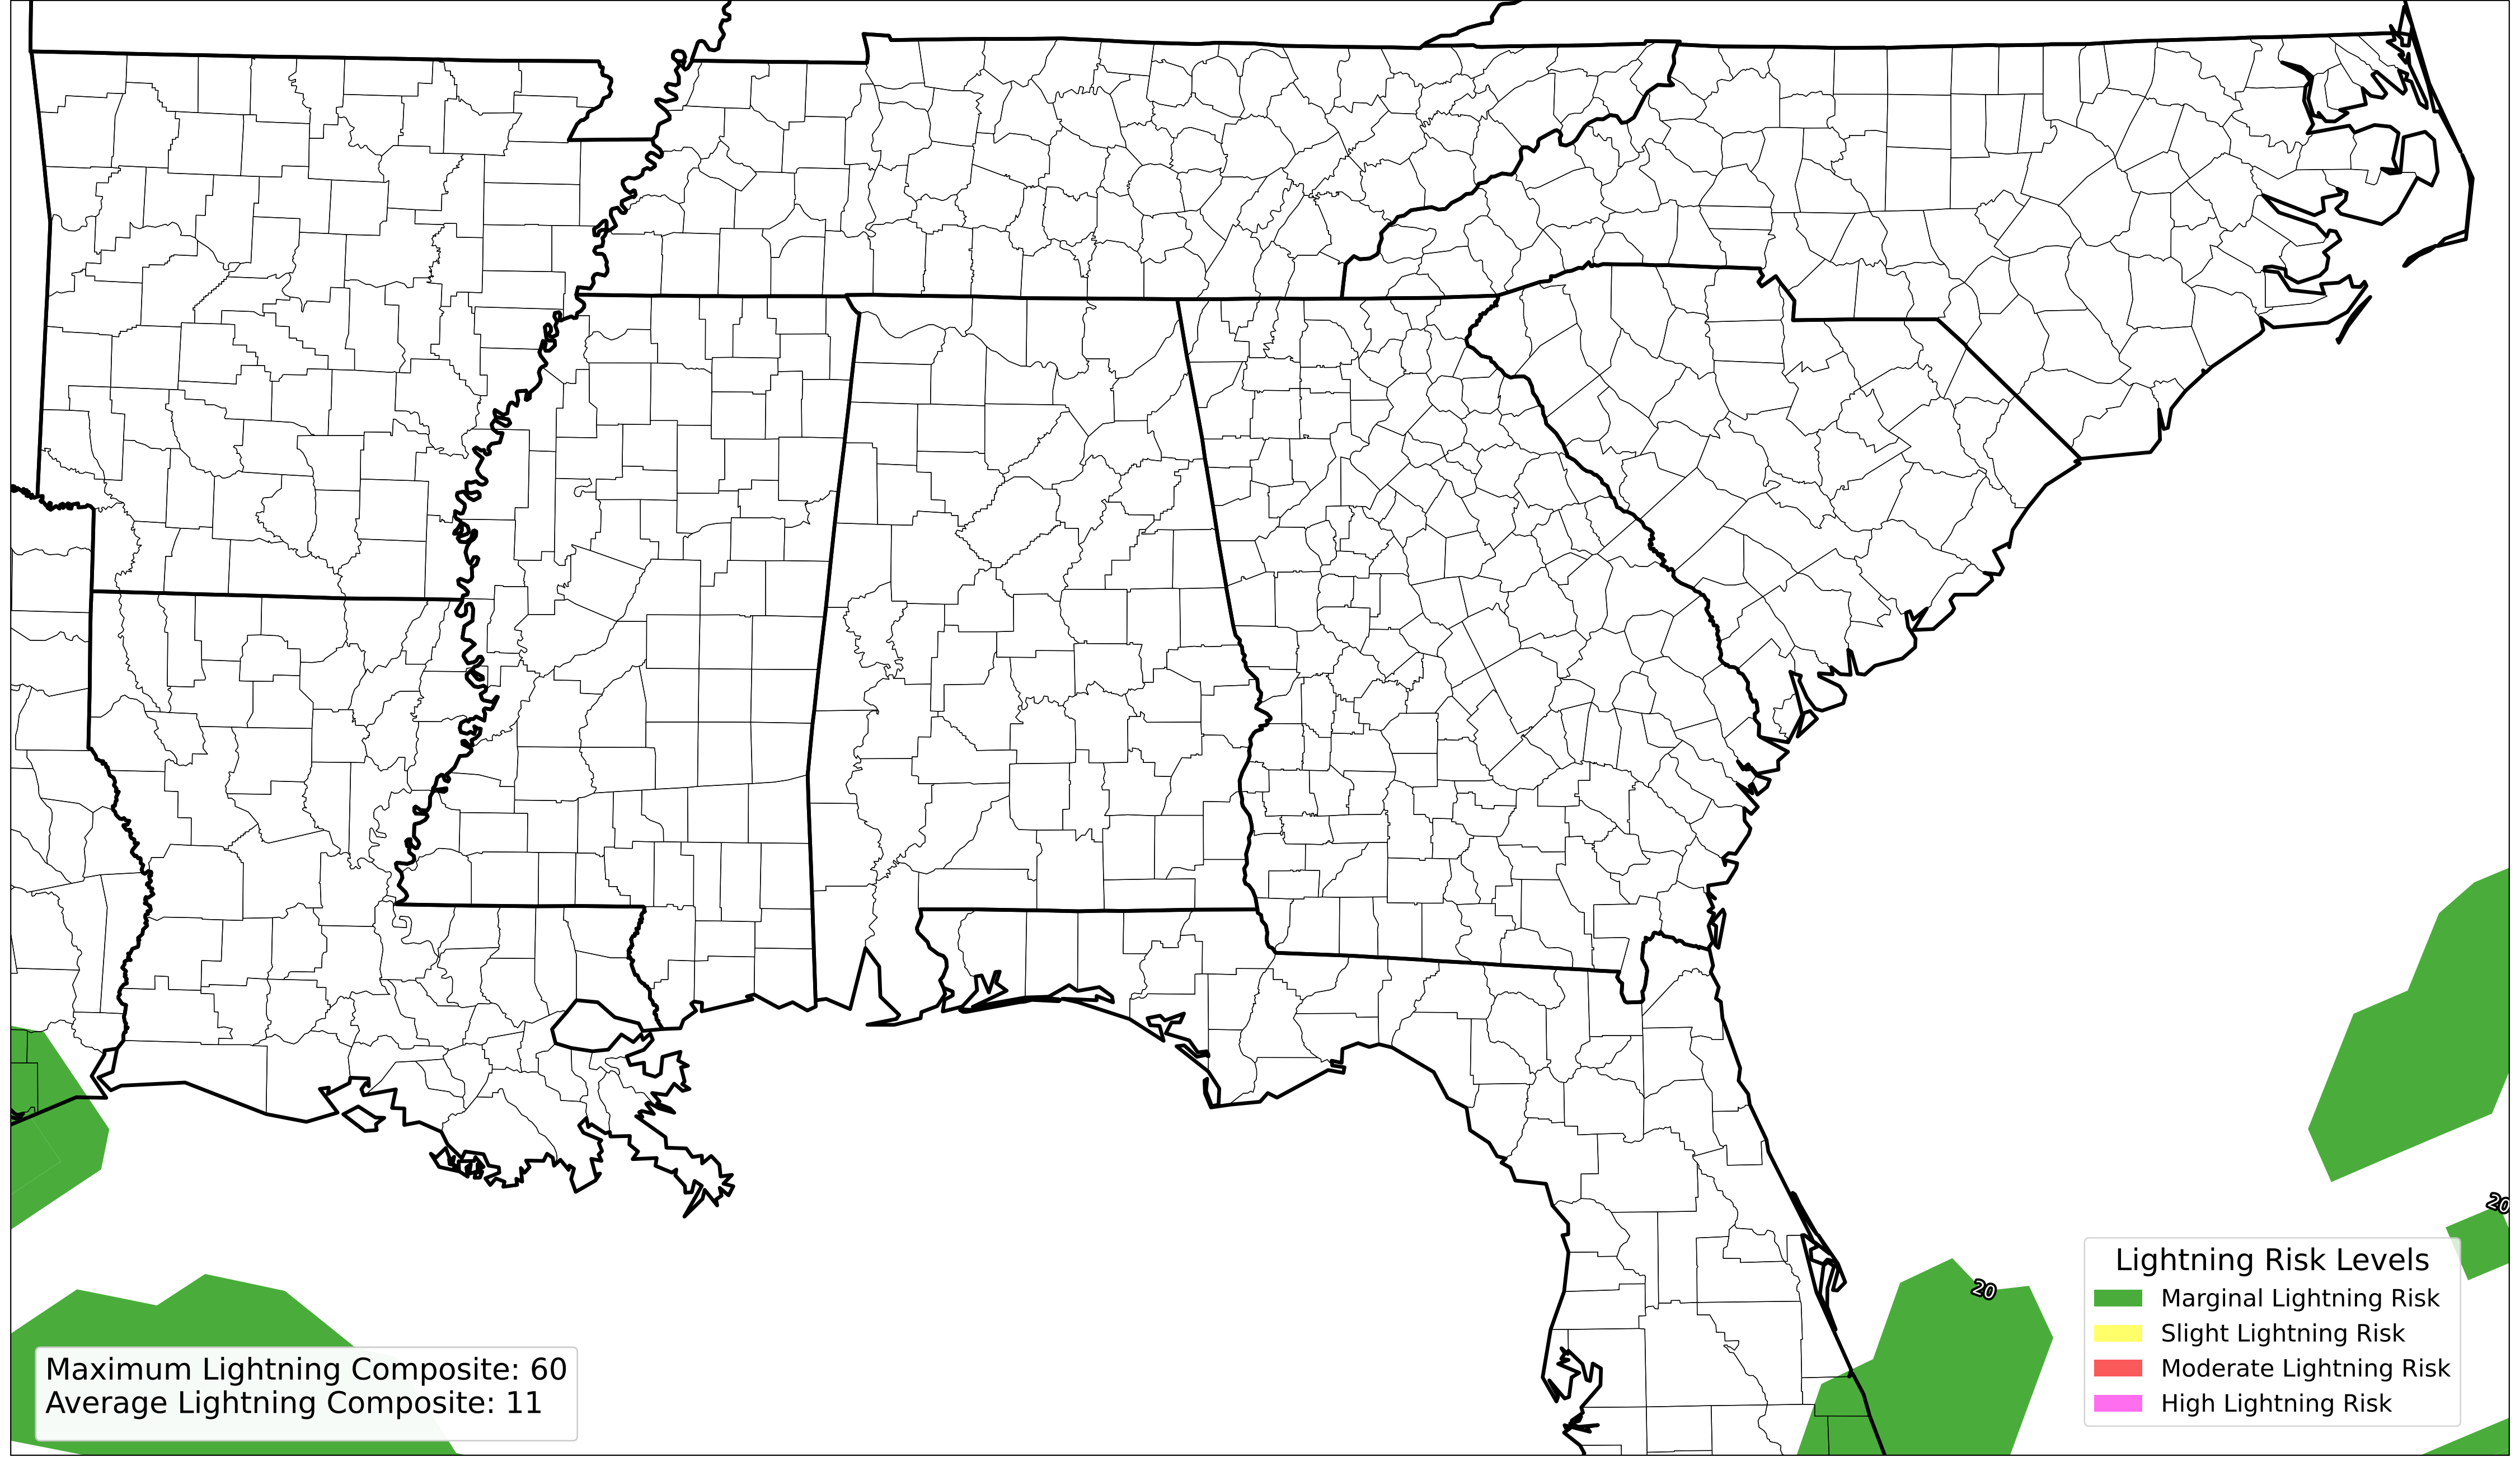 20
20
Lightning Risk Levels
Marginal Lightning Risk
Slight Lightning Risk
Moderate Lightning Risk
High Lightning Risk
Maximum Lightning Composite: 60
Average Lightning Composite: 11